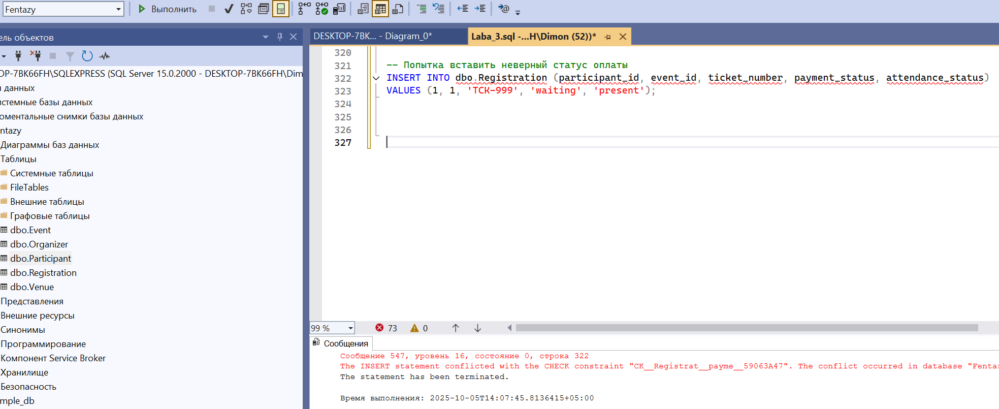 Fentazy
Выполнить
ель объектов
DESKTOP-7BK... - Diagram_0*
Laba_3.sql -...H\Dimon (52))*
OP-7BK66FH\SQLEXPRESS (SQL Server 15.0.2000 - DESKTOP-7BK66FH\Dim
ы данных
истемные базы данных
оментальные снимки базы данных
ntazy
Диаграммы баз данных
Таблицы
Системные таблицы
FileTables
Внешние таблицы
Графовые таблицы
dbo.Event
dbo.Organizer
dbo.Participant
dbo.Registration
dbo.Venue
Представления
Внешние ресурсы
Синонимы
Программирование
Компонент Service Broker
Хранилище
Безопасность
mple_db
320
321 -- Попытка вставить неверный статус оплаты
322 INSERT INTO dbo.Registration (participant_id, event_id, ticket_number, payment_status, attendance_status)
323 VALUES (1, 1, 'TCK-999', 'waiting', 'present');
324
325
326
327
99 %
73
0
Сообщения
Сообщение 547, уровень 16, состояние 0, строка 322
The INSERT statement conflicted with the CHECK constraint "CK__Registrat__payme__59063A47". The conflict occurred in database "Fenta
The statement has been terminated.
Время выполнения: 2025-10-05T14:07:45.8136415+05:00